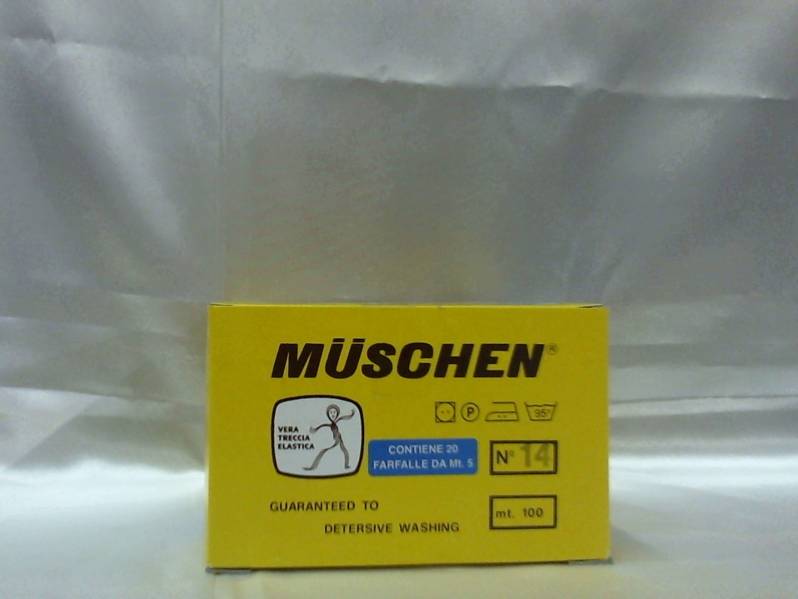 MÜSCHEN®
P 95°
VERA
TRECCIA
ELASTICA
CONTIENE 20
FARFALLE DA Mt. 5
N° 14
GUARANTEED TO
DETERSIVE WASHING
mt. 100